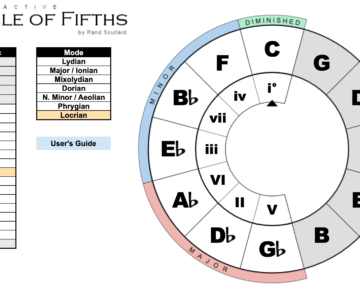 ACTIVE
LE OF FIFTHS
by Rand Scullard
Mode
Lydian
Major / Ionian
Mixolydian
Dorian
N. Minor / Aeolian
Phrygian
Locrian
User's Guide
DIMINISHED
MINOR
MAJOR
C
G
F
B♭
E♭
A♭
D♭
G♭
B
i°
iv
vii
iii
VI
II
V